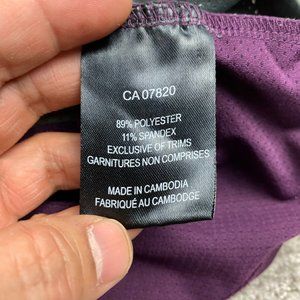 CA 07820
89% POLYESTER
11% SPANDEX
EXCLUSIVE OF TRIMS
GARNITURES NON COMPRISES
MADE IN CAMBODIA
FABRIQUÉ AU CAMBODGE